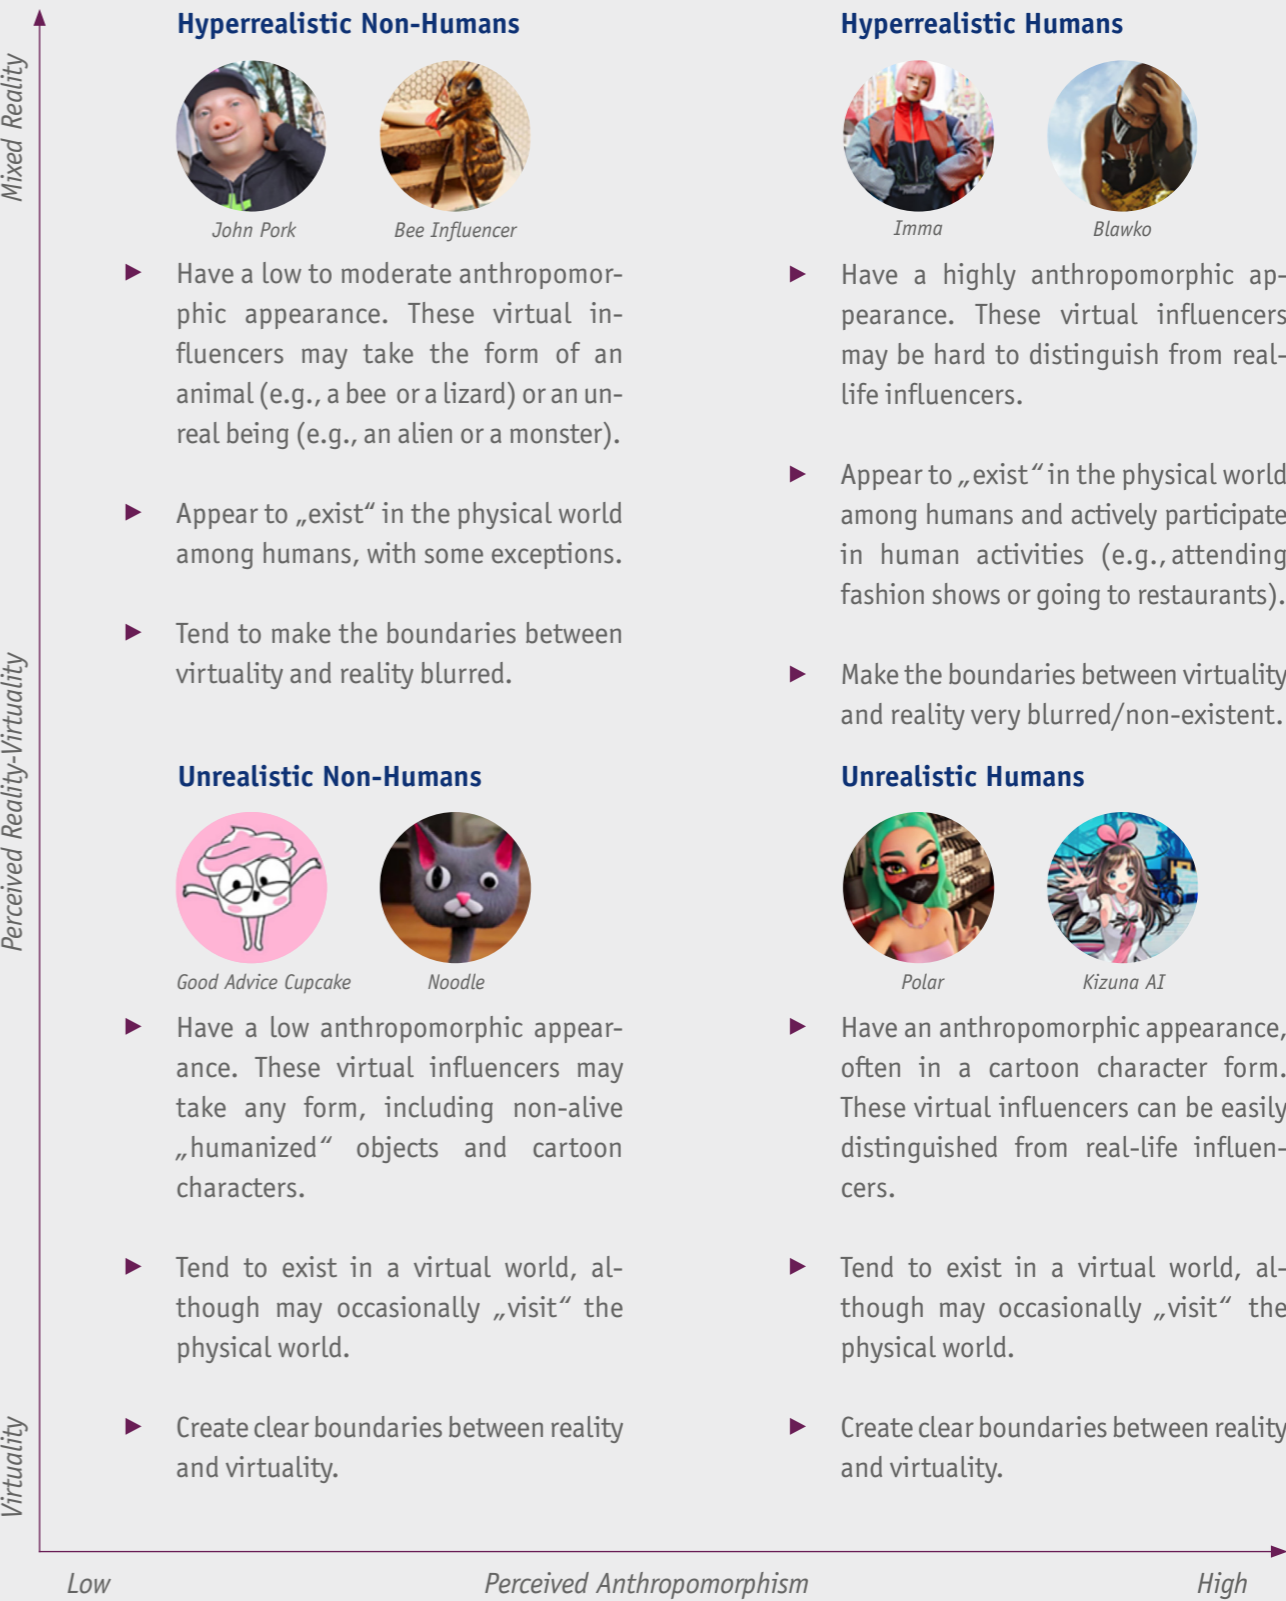 Mixed Reality
Perceived Reality-Virtuality
Virtuality
Hyperrealistic Non-Humans
John Pork
Bee Influencer
Have a low to moderate anthropomor-
phic appearance. These virtual in-
fluencers may take the form of an
animal (e.g., a bee or a lizard) or an un-
real being (e.g., an alien or a monster).
Appear to „exist“ in the physical world
among humans, with some exceptions.
Tend to make the boundaries between
virtuality and reality blurred.
Hyperrealistic Humans
Imma
Blawko
Have a highly anthropomorphic ap-
pearance. These virtual influencers
may be hard to distinguish from real-
life influencers.
Appear to „exist“ in the physical world
among humans and actively participate
in human activities (e.g., attending
fashion shows or going to restaurants).
Make the boundaries between virtuality
and reality very blurred/non-existent.
Unrealistic Non-Humans
Good Advice Cupcake
Noodle
Have a low anthropomorphic appear-
ance. These virtual influencers may
take any form, including non-alive
„humanized“ objects and cartoon
characters.
Tend to exist in a virtual world, al-
though may occasionally „visit“ the
physical world.
Create clear boundaries between reality
and virtuality.
Unrealistic Humans
Polar
Kizuna AI
Have an anthropomorphic appearance,
often in a cartoon character form.
These virtual influencers can be easily
distinguished from real-life influen-
cers.
Tend to exist in a virtual world, al-
though may occasionally „visit“ the
physical world.
Create clear boundaries between reality
and virtuality.
Low
Perceived Anthropomorphism
High